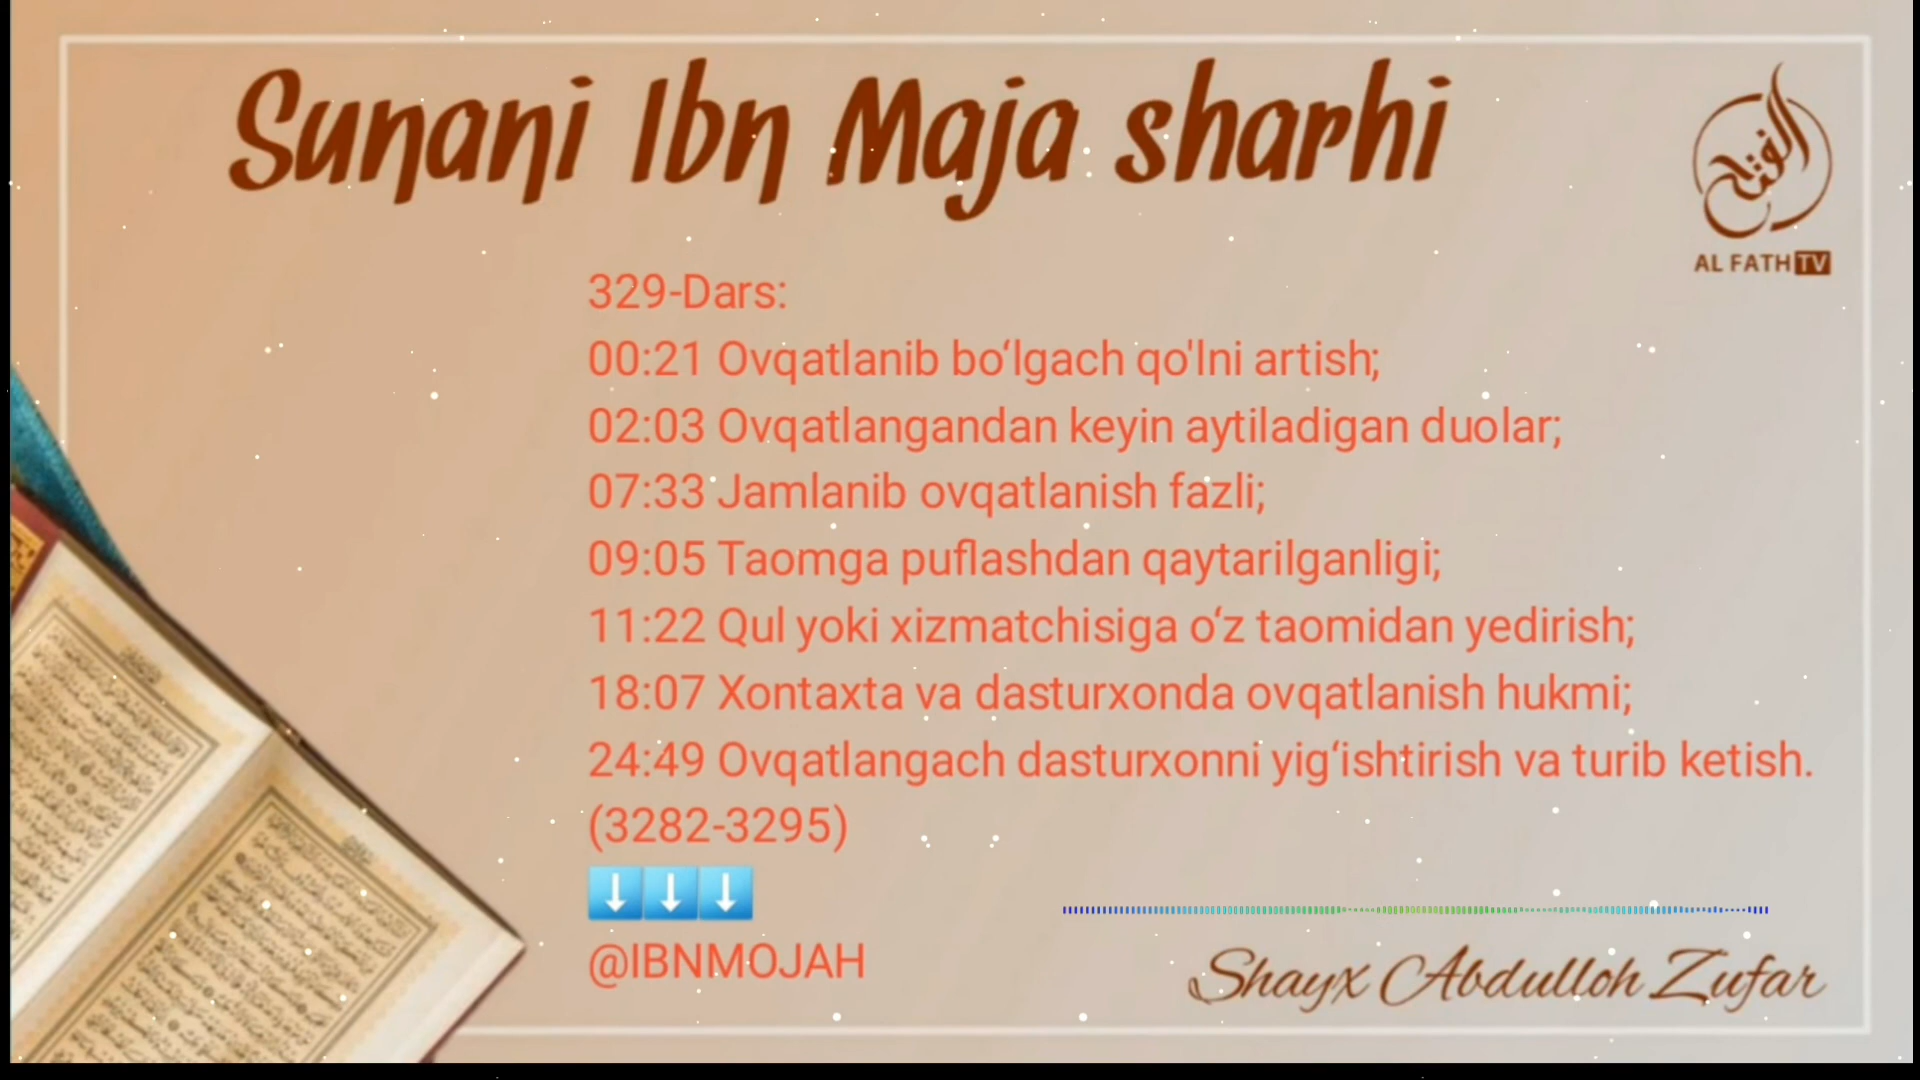 Sunani Ibn Maja sharhi
الفتح
AL FATH TV
329-Dars:
00:21 Ovqatlanib bo‘lgach qo'lni artish;
02:03 Ovqatlangandan keyin aytiladigan duolar;
07:33 Jamlanib ovqatlanish fazli;
09:05 Taomga puflashdan qaytarilganligi;
11:22 Qul yoki xizmatchisiga o‘z taomidan yedirish;
18:07 Xontaxta va dasturxonda ovqatlanish hukmi;
24:49 Ovqatlangach dasturxonni yig‘ishtirish va turib ketish.
(3282-3295)
⬇️⬇️⬇️
@IBNMOJAH
Shayx Abdulloh Zufar